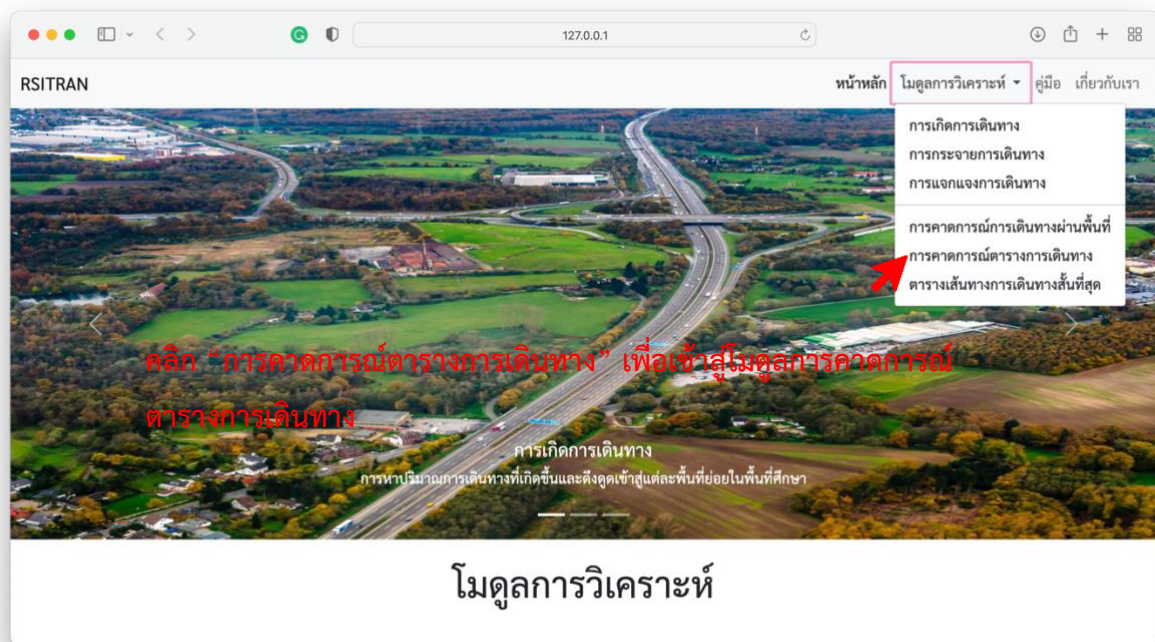 127.0.0.1
RSITRAN
หน้าหลัก โมดูลการวิเคราะห์ คู่มือ เกี่ยวกับเรา
การเกิดการเดินทาง
การกระจายการเดินทาง
การแจกแจงการเดินทาง
การคาดการณ์การเดินทางผ่านพื้นที่
การคาดการณ์ตารางการเดินทาง
ตารางเส้นทางการเดินทางสั้นที่สุด
คลิก “การคาดการณ์ตารางการเดินทาง” เพื่อเข้าสู่โมดูลการคาดการณ์
ตารางการเดินทาง
การเกิดการเดินทาง
การหาปริมาณการเดินทางที่เกิดขึ้นและดึงดูดเข้าสู่แต่ละพื้นที่ย่อยในพื้นที่ศึกษา
โมดูลการวิเคราะห์